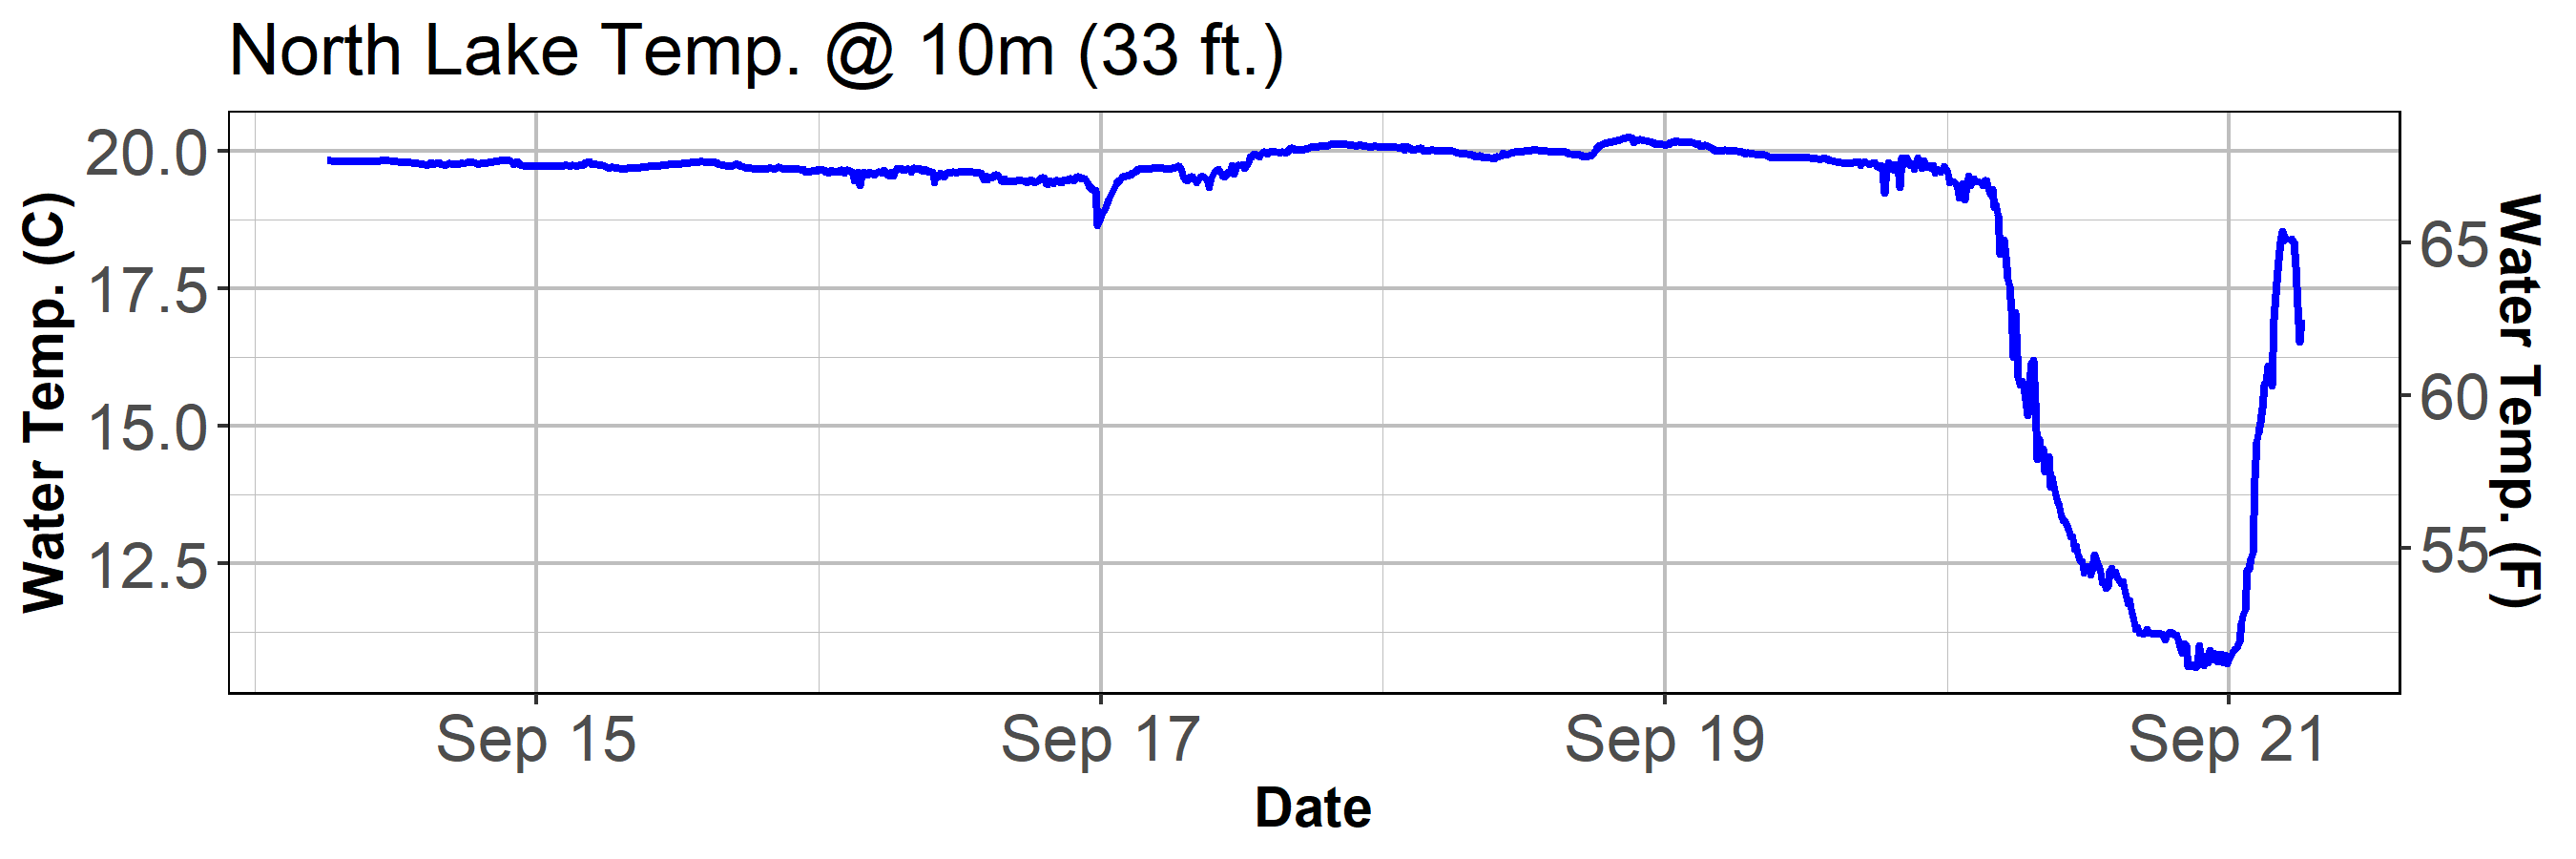 North Lake Temp. @ 10m (33 ft.)
Water Temp. (C)
20.0
17.5
15.0
12.5
65
60
55
Water Temp. (F)
Sep 15
Sep 17
Sep 19
Sep 21
Date